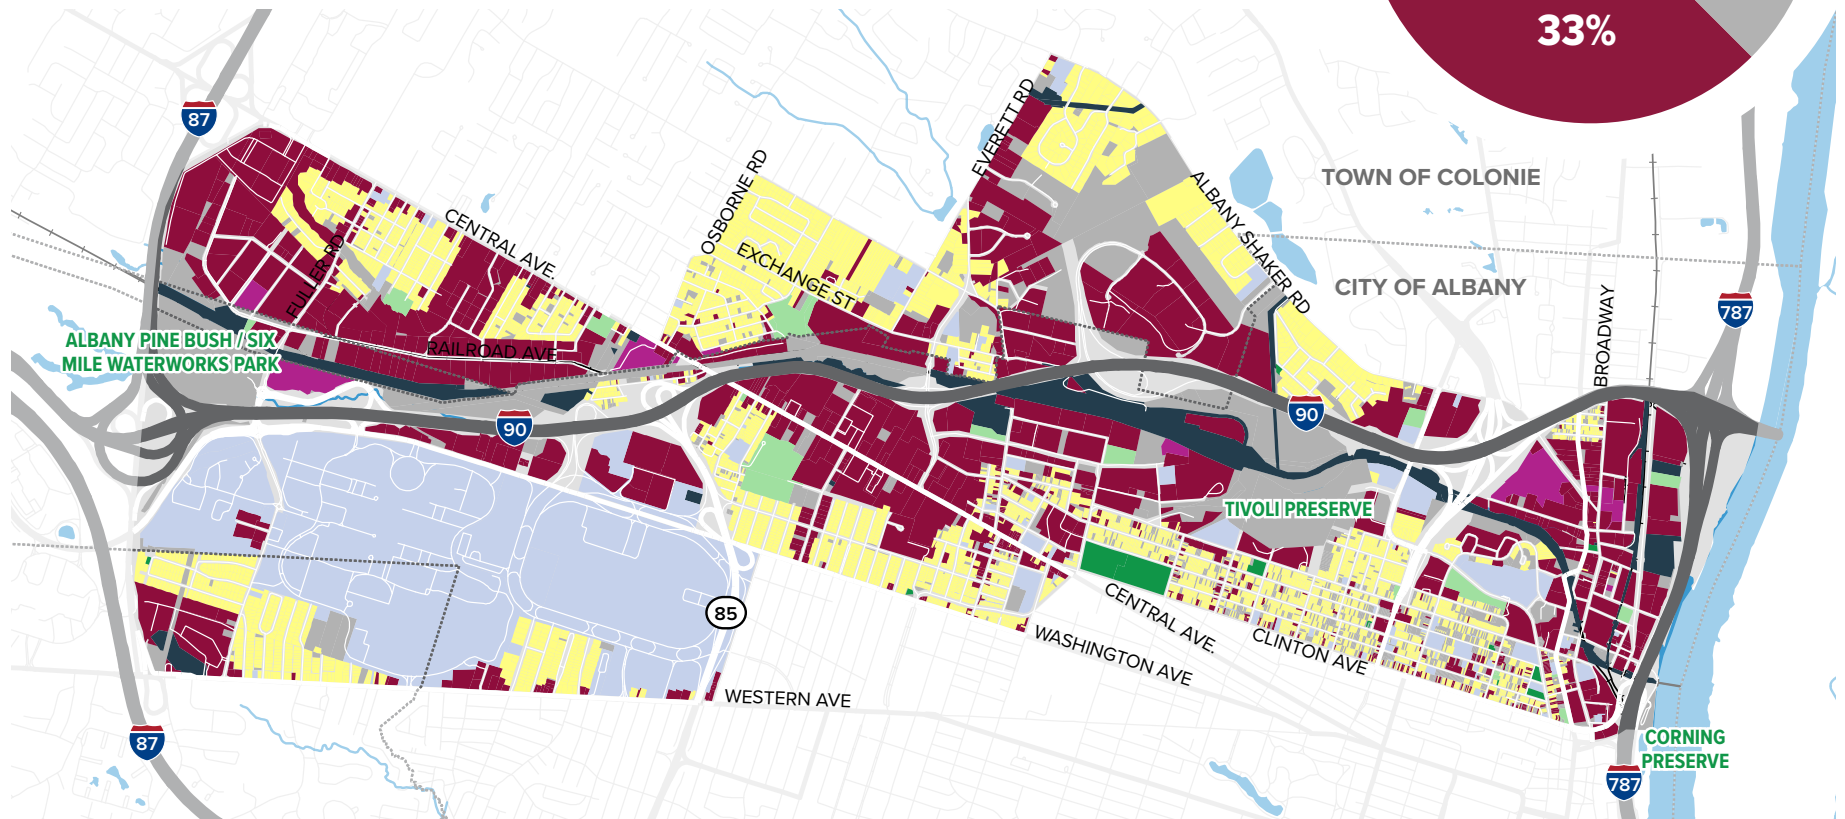 33%
87
EVERETT RD
OSBORNE RD
ALBANY SHAKER RD
TOWN OF COLONIE
CENTRAL AVE.
FULLER RD
EXCHANGE ST
CITY OF ALBANY
BROADWAY
787
ALBANY PINE BUSH / SIX
MILE WATERWORKS PARK
RAILROAD AVE
90
90
TIVOLI PRESERVE
85
CENTRAL AVE.
CLINTON AVE
WASHINGTON AVE
WESTERN AVE
87
CORNING
PRESERVE
787